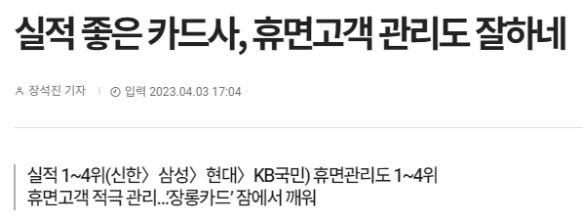 실적 좋은 카드사, 휴면고객 관리도 잘하네
장석진 기자 | 입력 2023.04.03 17:04
실적 1~4위(신한〉삼성〉현대〉KB국민) 휴면관리도 1~4위
휴면고객 적극 관리...'장롱카드' 잠에서 깨워